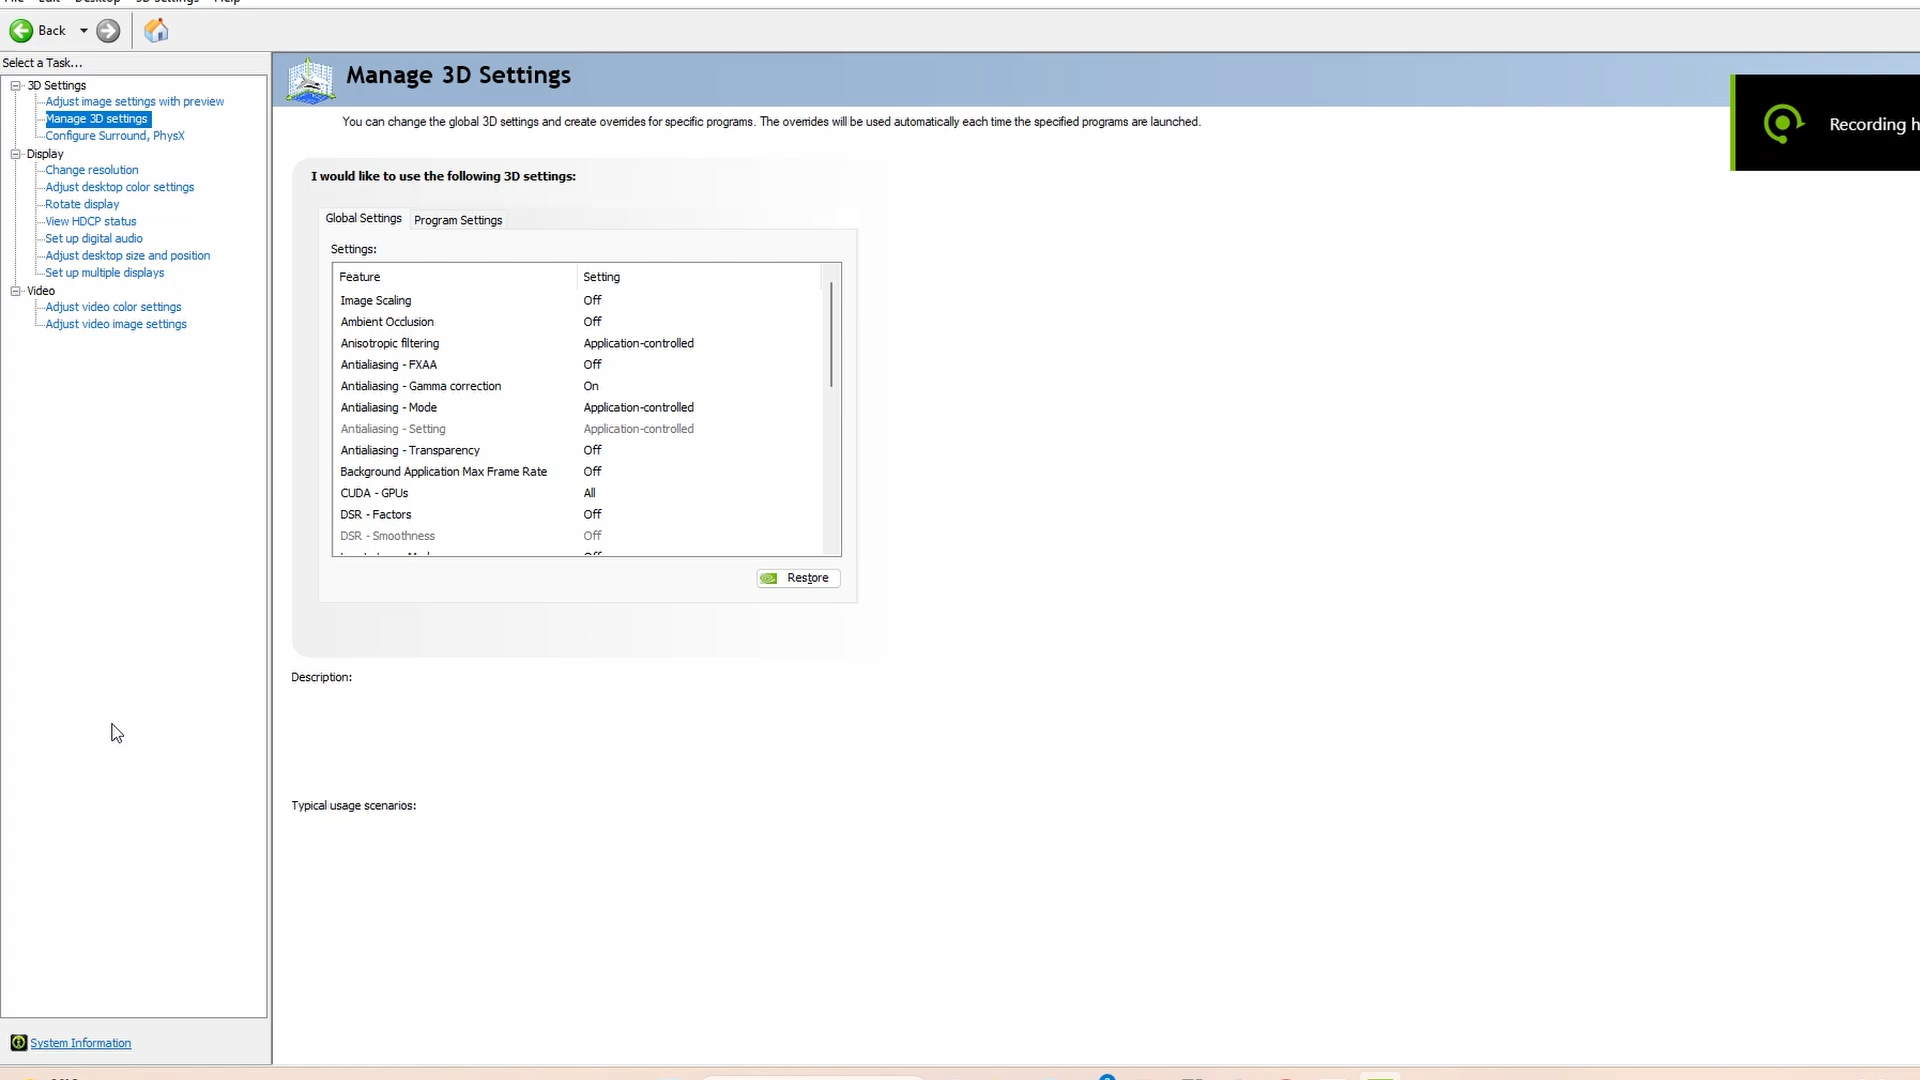 Desktop
Help
Back
Select a Task...
3D Settings
Adjust image settings with preview
Manage 3D settings
Configure Surround, PhysX
Display
Change resolution
Adjust desktop color settings
Rotate display
View HDCP status
Set up digital audio
Adjust desktop size and position
Set up multiple displays
Video
Adjust video color settings
Adjust video image settings
System Information
Manage 3D Settings
You can change the global 3D settings and create overrides for specific programs. The overrides will be used automatically each time the specified programs are launched.
I would like to use the following 3D settings:
Global Settings
Program Settings
Settings:
Feature Setting
Image Scaling Off
Ambient Occlusion Off
Anisotropic filtering Application-controlled
Antialiasing - FXAA Off
Antialiasing - Gamma correction On
Antialiasing - Mode Application-controlled
Antialiasing - Setting Application-controlled
Antialiasing - Transparency Off
Background Application Max Frame Rate Off
CUDA - GPUs All
DSR - Factors Off
DSR - Smoothness Off
Restore
Description:
Typical usage scenarios:
Recording h